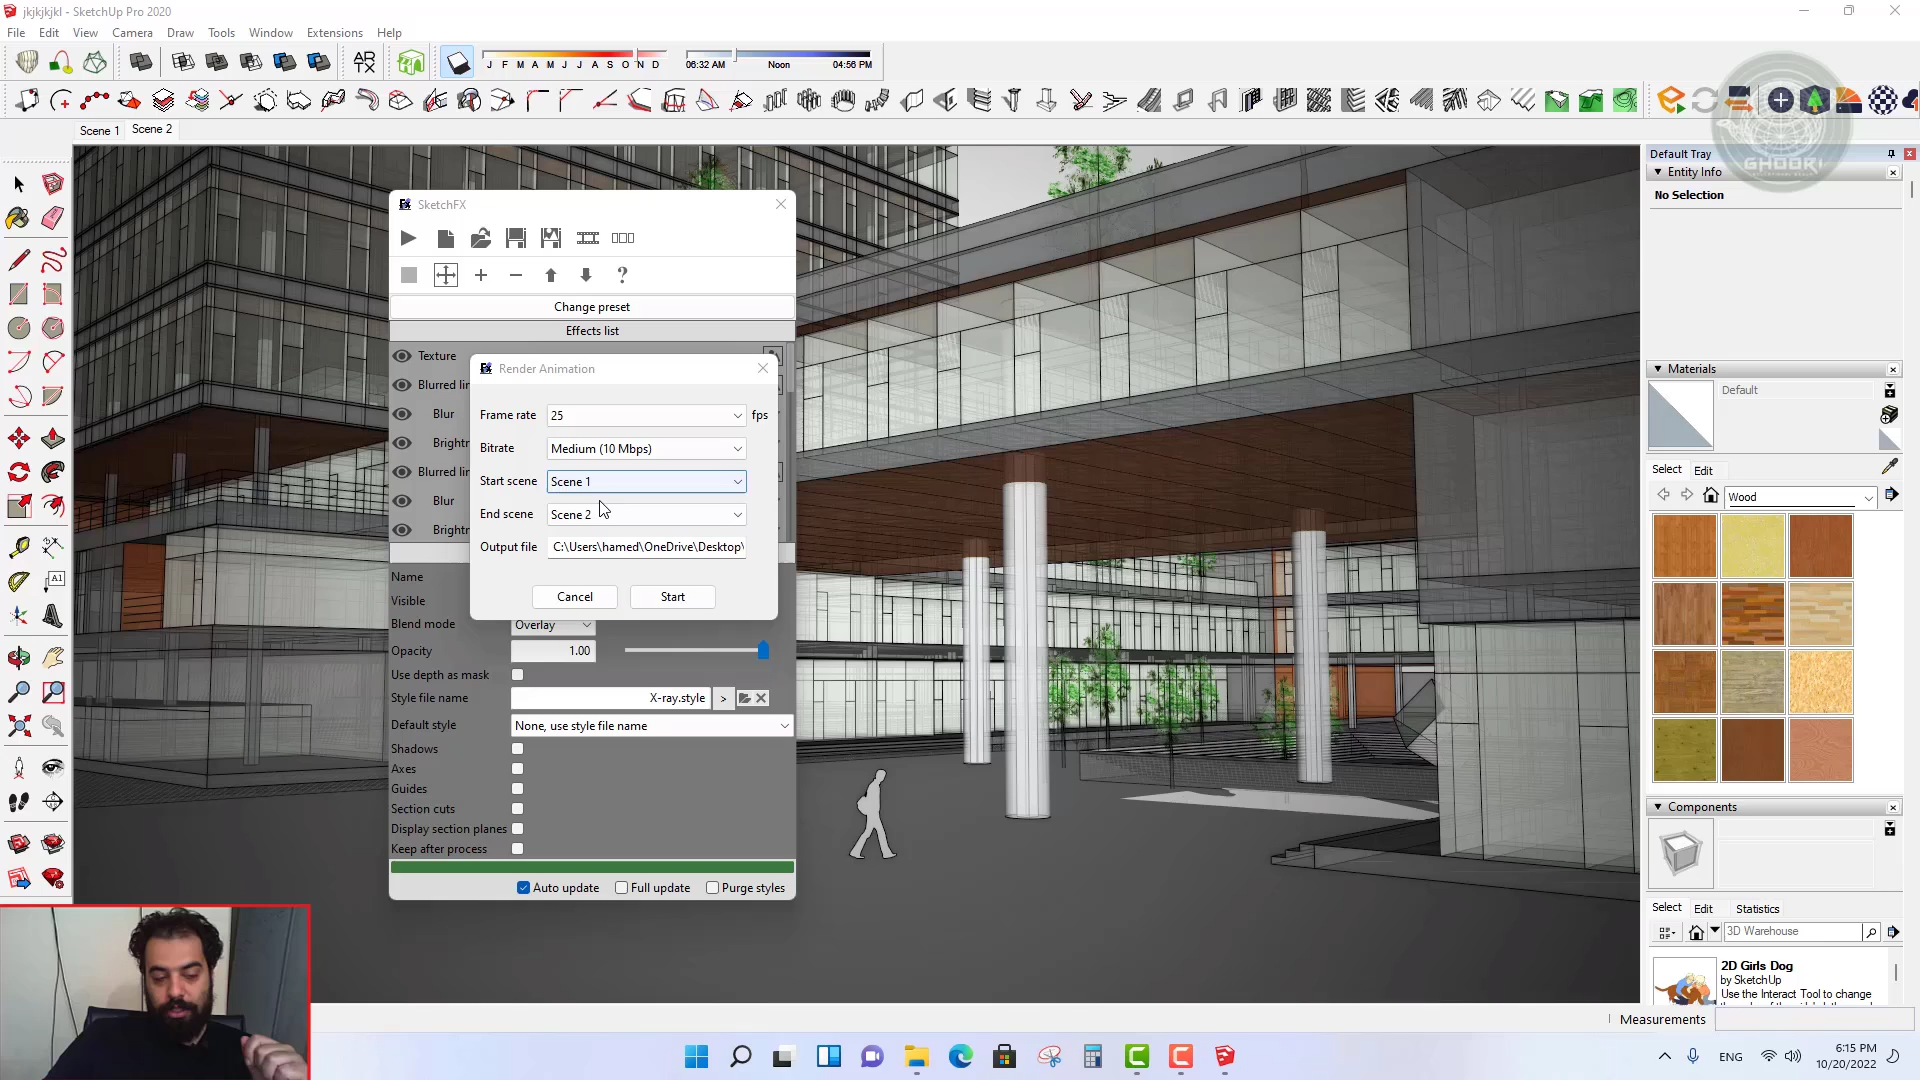 jkjkjkjkl - SketchUp Pro 2020
File Edit View Camera Draw Tools Window Extensions Help
AR
TX
J F M A M J J A S O N D
06:32 AM Noon 04:56 PM
Scene 1 Scene 2
GHOORI
Default Tray
Entity Info
No Selection
SketchFX
Change preset
Effects list
Texture
Blurred lin
Blur
Brightn
Blurred lin
Blur
Brightn
Render Animation
Frame rate 25 fps
Bitrate Medium (10 Mbps)
Start scene Scene 1
End scene Scene 2
Output file C:\Users\hamed\OneDrive\Desktop\
Cancel Start
Name
Visible
Blend mode Overlay
Opacity 1.00
Use depth as mask
Style file name X-ray.style >
Default style None, use style file name
Shadows
Axes
Guides
Section cuts
Display section planes
Keep after process
Auto update Full update Purge styles
Materials
Default
Select Edit
Wood
Components
Select Edit Statistics
3D Warehouse
2D Girls Dog
by SketchUp
Use the Interact Tool to change
Measurements
ENG
6:15 PM
10/20/2022